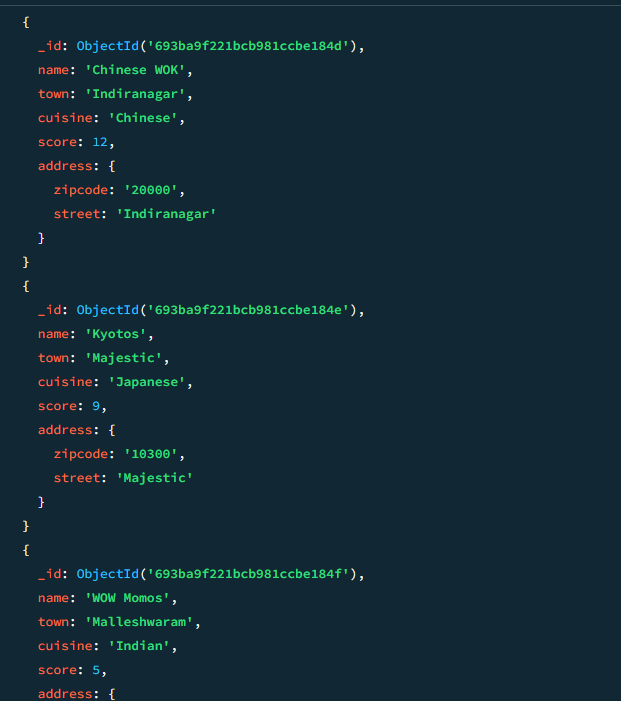 {
  _id: ObjectId('693ba9f221bcb981ccbe184d'),
  name: 'Chinese WOK',
  town: 'Indiranagar',
  cuisine: 'Chinese',
  score: 12,
  address: {
    zipcode: '20000',
    street: 'Indiranagar'
  }
}
{
  _id: ObjectId('693ba9f221bcb981ccbe184e'),
  name: 'Kyotos',
  town: 'Majestic',
  cuisine: 'Japanese',
  score: 9,
  address: {
    zipcode: '10300',
    street: 'Majestic'
  }
}
{
  _id: ObjectId('693ba9f221bcb981ccbe184f'),
  name: 'WOW Momos',
  town: 'Malleshwaram',
  cuisine: 'Indian',
  score: 5,
  address: {